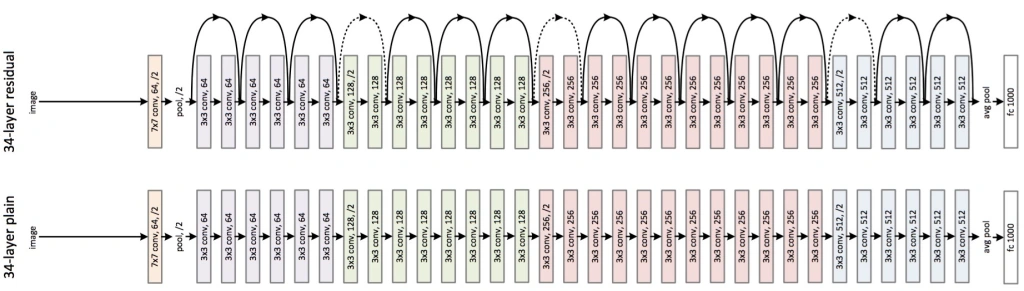 34-layer residual
image
7x7 conv, 64, /2
pool, /2
3x3 conv, 64
3x3 conv, 64
3x3 conv, 64
3x3 conv, 64
3x3 conv, 64
3x3 conv, 64
3x3 conv, 128, /2
3x3 conv, 128
3x3 conv, 128
3x3 conv, 128
3x3 conv, 128
3x3 conv, 128
3x3 conv, 128
3x3 conv, 128
3x3 conv, 256, /2
3x3 conv, 256
3x3 conv, 256
3x3 conv, 256
3x3 conv, 256
3x3 conv, 256
3x3 conv, 256
3x3 conv, 256
3x3 conv, 256
3x3 conv, 256
3x3 conv, 256
3x3 conv, 256
3x3 conv, 512, /2
3x3 conv, 512
3x3 conv, 512
3x3 conv, 512
3x3 conv, 512
3x3 conv, 512
avg pool
fc 1000
34-layer plain
image
7x7 conv, 64, /2
pool, /2
3x3 conv, 64
3x3 conv, 64
3x3 conv, 64
3x3 conv, 64
3x3 conv, 64
3x3 conv, 64
3x3 conv, 128, /2
3x3 conv, 128
3x3 conv, 128
3x3 conv, 128
3x3 conv, 128
3x3 conv, 128
3x3 conv, 128
3x3 conv, 128
3x3 conv, 256, /2
3x3 conv, 256
3x3 conv, 256
3x3 conv, 256
3x3 conv, 256
3x3 conv, 256
3x3 conv, 256
3x3 conv, 256
3x3 conv, 256
3x3 conv, 256
3x3 conv, 256
3x3 conv, 256
3x3 conv, 512, /2
3x3 conv, 512
3x3 conv, 512
3x3 conv, 512
3x3 conv, 512
3x3 conv, 512
avg pool
fc 1000